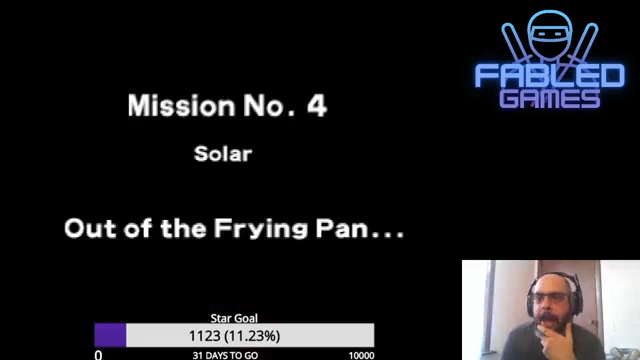 FABLED
GAMES
Mission No. 4
Solar
Out of the Frying Pan...
Star Goal
1123 (11.23%)
0 31 DAYS TO GO 10000